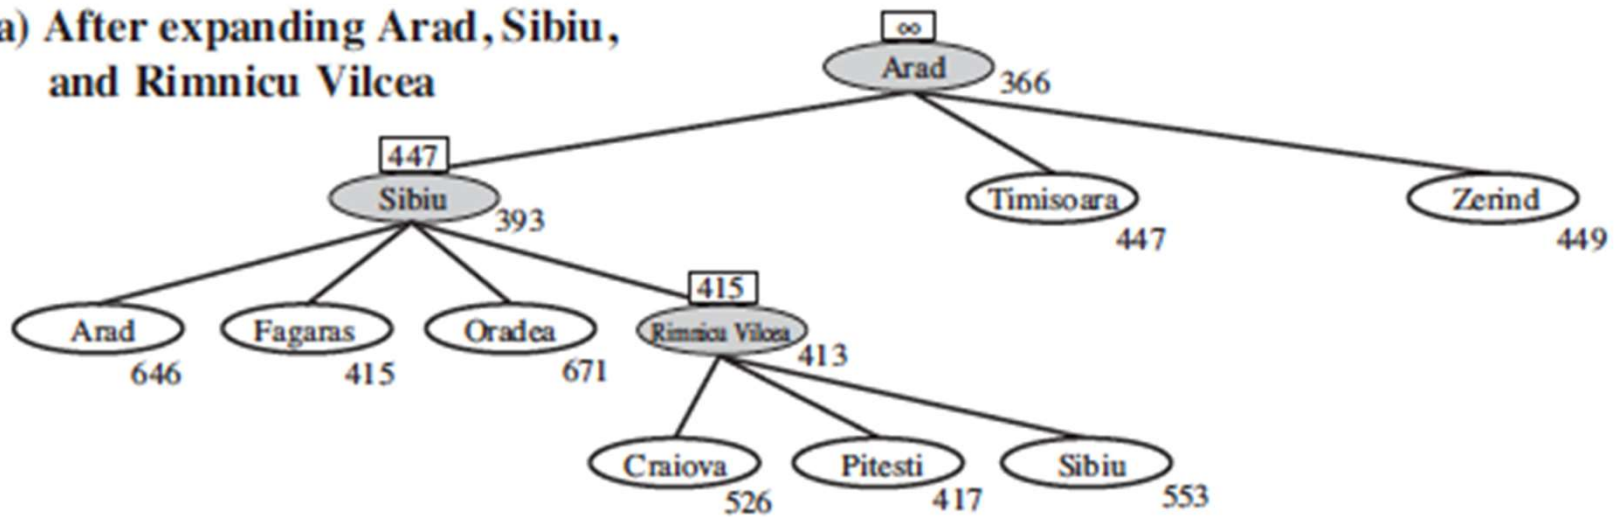 a) After expanding Arad, Sibiu,
and Rimnicu Vilcea
∞
Arad
366
447
Sibiu
393
Timisoara
447
Zerind
449
Arad
646
Fagaras
415
Oradea
671
415
Rimnicu Vilcea
413
Craiova
526
Pitesti
417
Sibiu
553